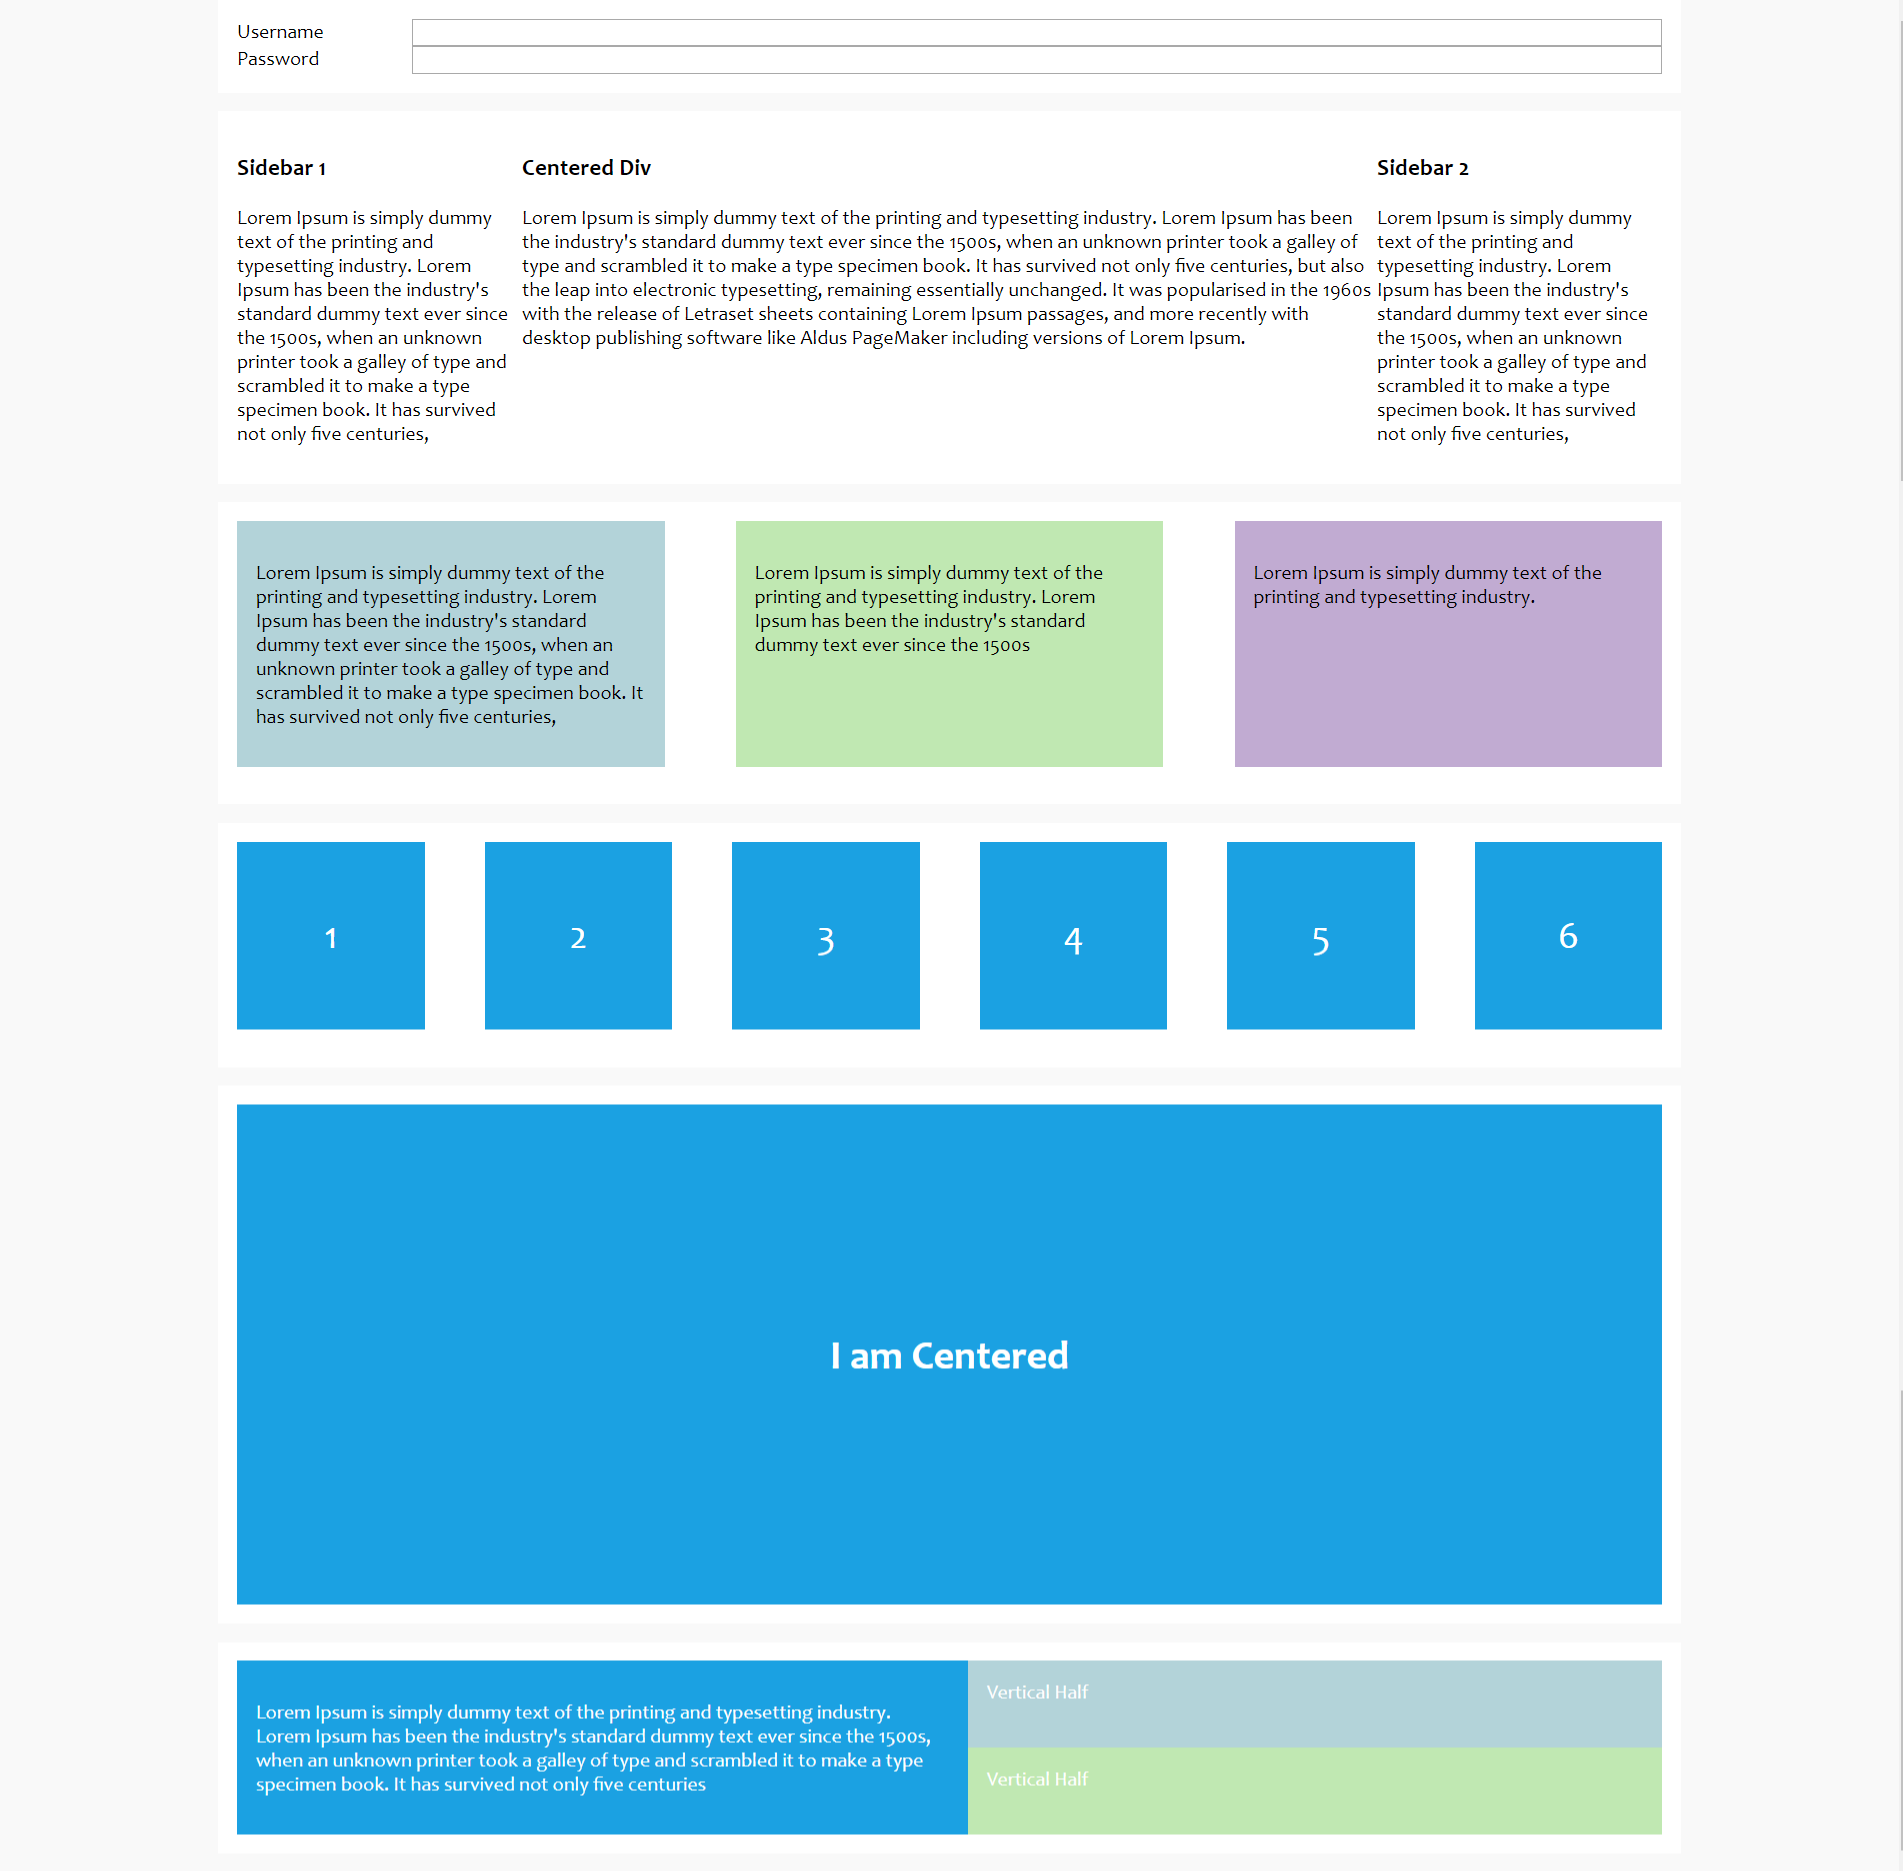 Username
Password
Sidebar 1
Lorem Ipsum is simply dummy
text of the printing and
typesetting industry. Lorem
Ipsum has been the industry's
standard dummy text ever since
the 1500s, when an unknown
printer took a galley of type and
scrambled it to make a type
specimen book. It has survived
not only five centuries,
Centered Div
Lorem Ipsum is simply dummy text of the printing and typesetting industry. Lorem Ipsum has been
the industry's standard dummy text ever since the 1500s, when an unknown printer took a galley of
type and scrambled it to make a type specimen book. It has survived not only five centuries, but also
the leap into electronic typesetting, remaining essentially unchanged. It was popularised in the 1960s
with the release of Letraset sheets containing Lorem Ipsum passages, and more recently with
desktop publishing software like Aldus PageMaker including versions of Lorem Ipsum.
Sidebar 2
Lorem Ipsum is simply dummy
text of the printing and
typesetting industry. Lorem
Ipsum has been the industry's
standard dummy text ever since
the 1500s, when an unknown
printer took a galley of type and
scrambled it to make a type
specimen book. It has survived
not only five centuries,
Lorem Ipsum is simply dummy text of the
printing and typesetting industry. Lorem
Ipsum has been the industry's standard
dummy text ever since the 1500s, when an
unknown printer took a galley of type and
scrambled it to make a type specimen book. It
has survived not only five centuries,
Lorem Ipsum is simply dummy text of the
printing and typesetting industry. Lorem
Ipsum has been the industry's standard
dummy text ever since the 1500s
Lorem Ipsum is simply dummy text of the
printing and typesetting industry.
1
2
3
4
5
6
I am Centered
Lorem Ipsum is simply dummy text of the printing and typesetting industry.
Lorem Ipsum has been the industry's standard dummy text ever since the 1500s,
when an unknown printer took a galley of type and scrambled it to make a type
specimen book. It has survived not only five centuries
Vertical Half
Vertical Half